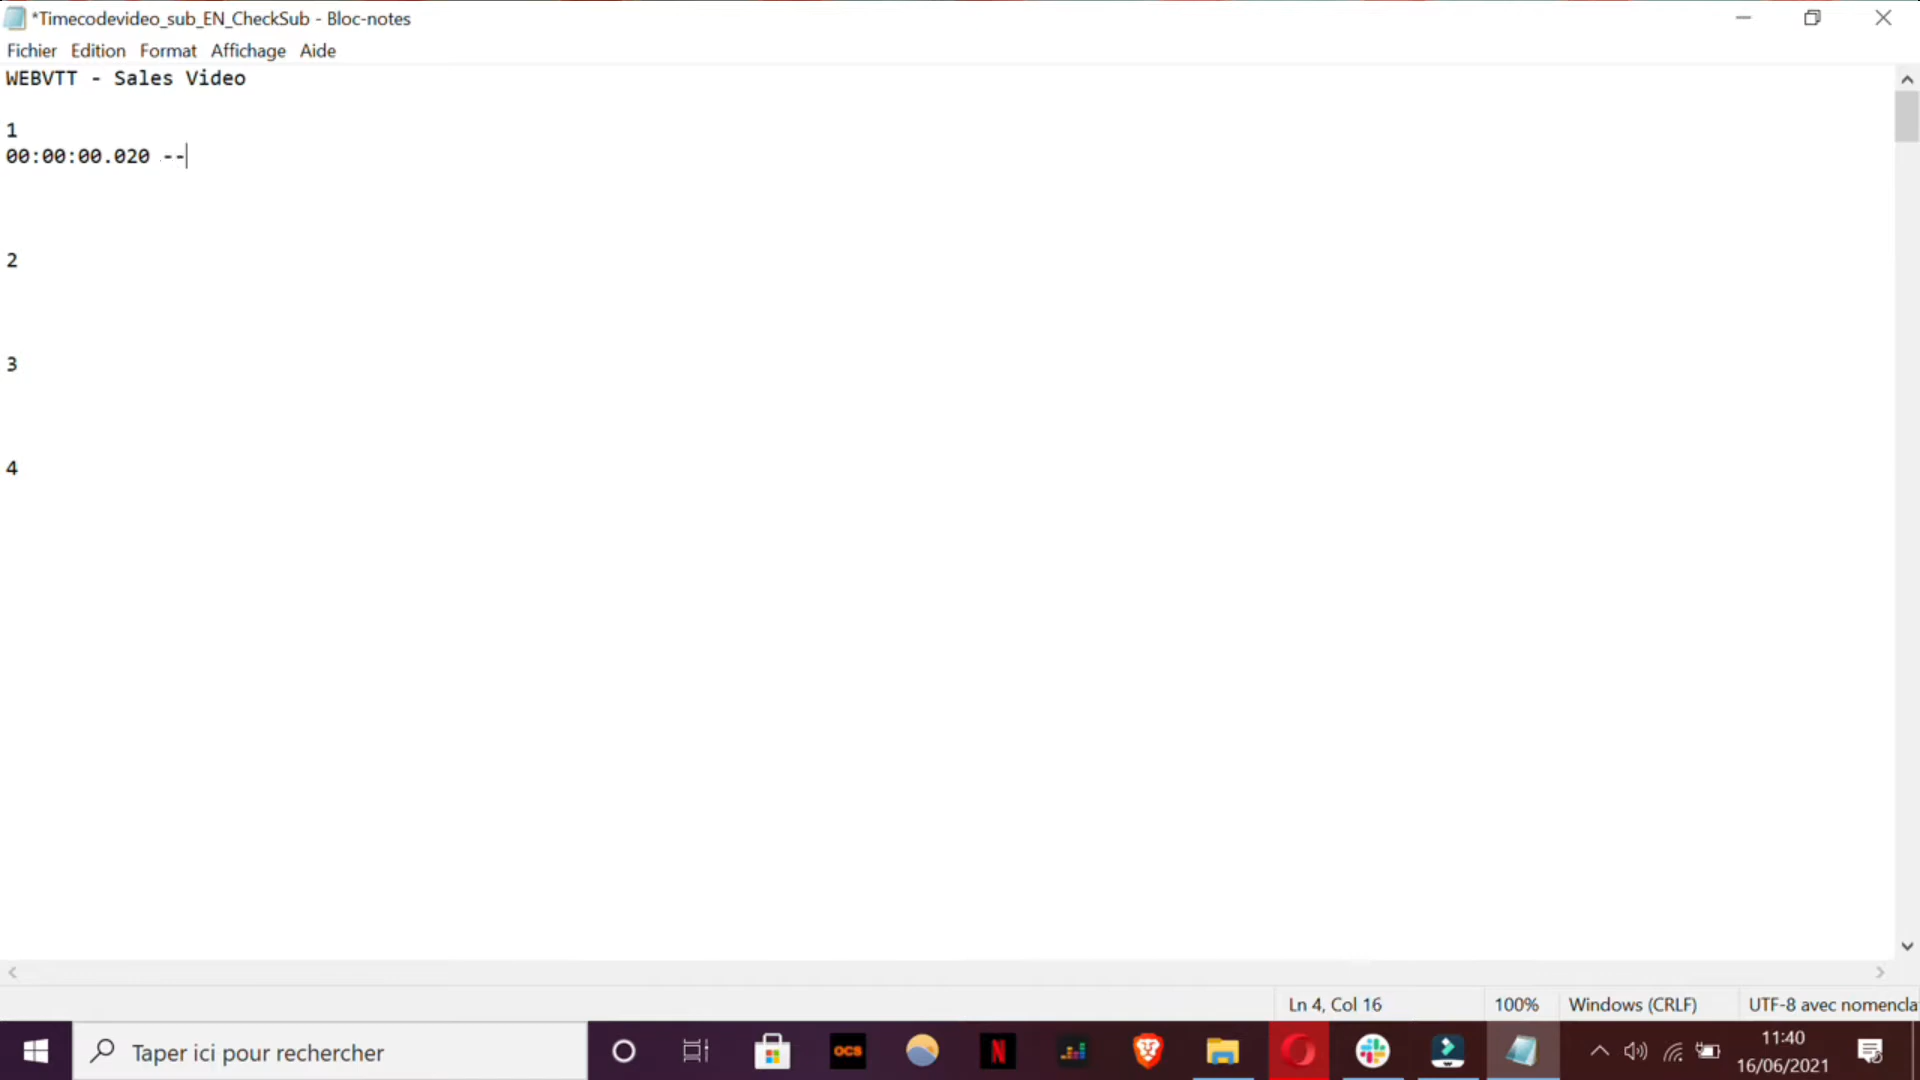 *Timecodevideo_sub_EN_CheckSub - Bloc-notes
Fichier Edition Format Affichage Aide
WEBVTT - Sales Video
1
00:00:00.020 --
2
3
4
Ln 4, Col 16 100% Windows (CRLF) UTF-8 avec nomencla
Taper ici pour rechercher
OCS
N
11:40
16/06/2021